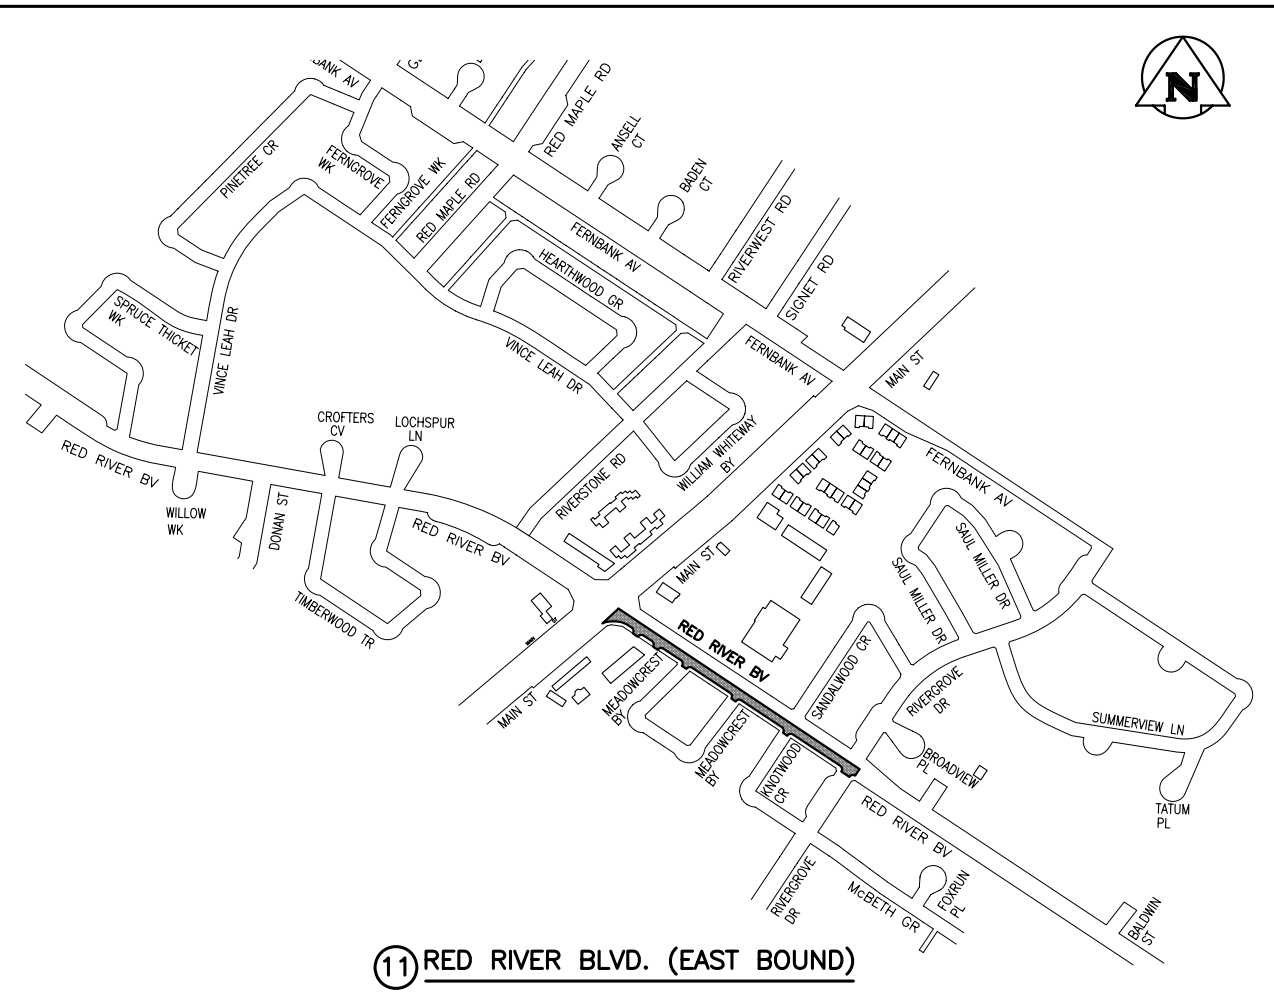 BANK AV
N
RED MAPLE RD
ANSELL
CT
BADEN
CT
PINETREE CR
FERNGROVE
WK
FERNGROVE WK
RED MAPLE RD
FERNBANK AV
RIVERWEST RD
SIGNET RD
HEARTHWOOD GR
SPRUCE THICKET
WK
VINCE LEAH DR
VINCE LEAH DR
FERNBANK AV
MAIN ST
CROFTERS
CV
LOCHSPUR
LN
RED RIVER BV
WILLIAM WHITEWAY
BY
RIVERSTONE RD
FERNBANK AV
WILLOW
WK
DONAN ST
RED RIVER BV
MAIN ST
SAUL MILLER DR
SAUL MILLER DR
TIMBERWOOD TR
MAIN
RED RIVER BV
SANDALWOOD CR
RIVERGROVE
DR
MAIN ST
MEADOWCREST
BY
MEADOWCREST
BY
SUMMERVIEW LN
KNOTWOOD
CR
BROADVIEW
PL
TATUM
PL
RED RIVER BV
RIVERGROVE
DR
McBETH GR
FOXRUN
PL
BALDWIN
ST
11 RED RIVER BLVD. (EAST BOUND)